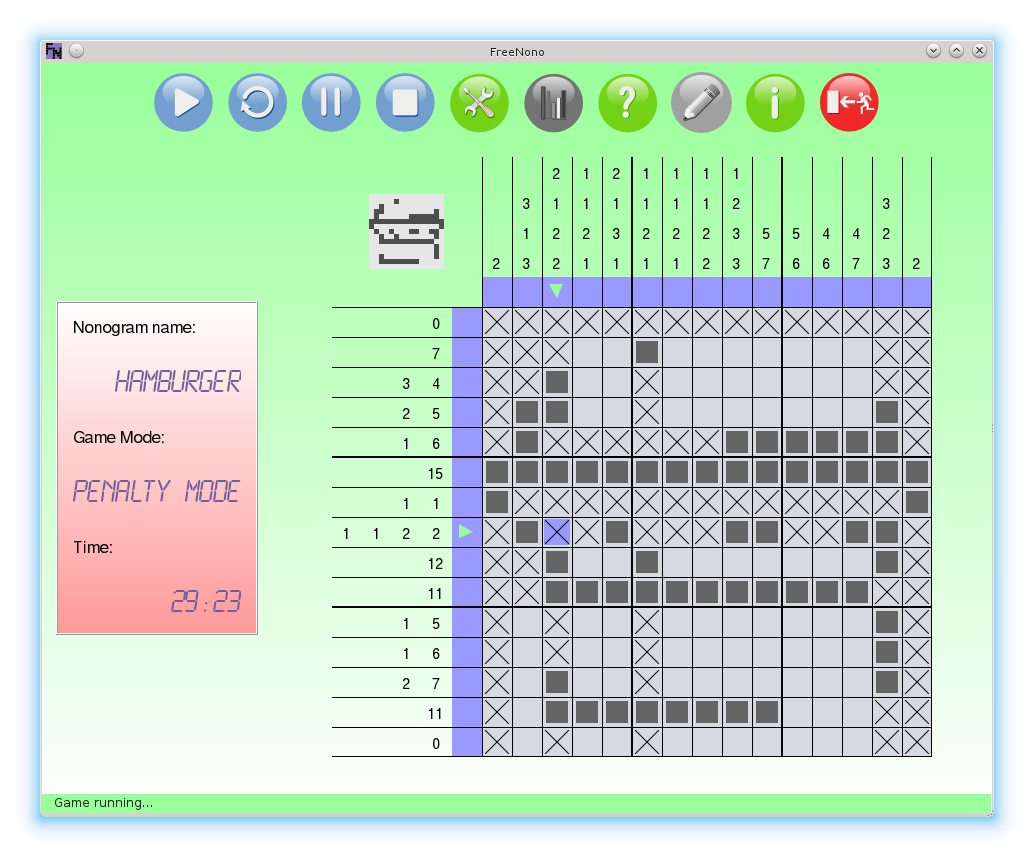 FN
FreeNono
? i
2 1 2 1 1 1 1
3 1 1 1 1 1 1 2 3
1 2 2 3 2 2 2 3 5 5 4 4 2
2 3 2 1 1 1 1 2 3 7 6 6 7 3 2
0
7
3 4
2 5
1 6
15
1 1
1 1 2 2
12
11
1 5
1 6
2 7
11
0
Nonogram name:
HAMBURGER
Game Mode:
PENALTY MODE
Time:
29:23
Game running...